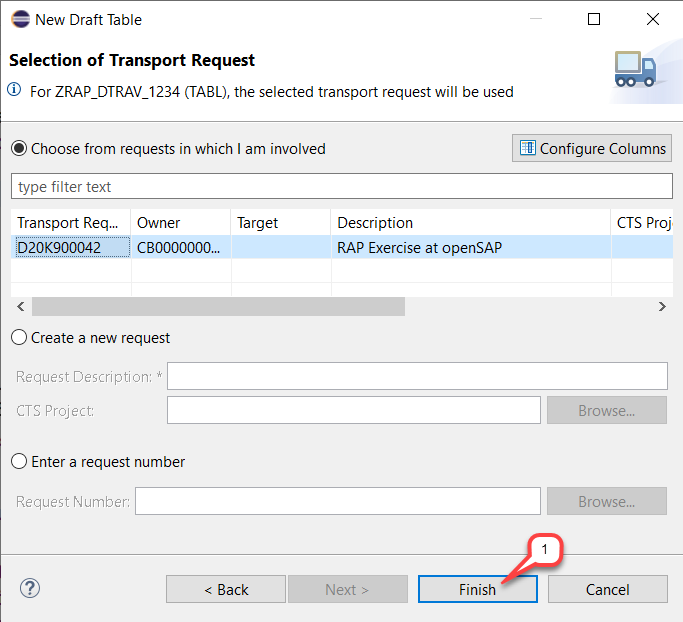 New Draft Table
Selection of Transport Request
For ZRAP_DTRAV_1234 (TABL), the selected transport request will be used
Choose from requests in which I am involved
Configure Columns
type filter text
Transport Req... Owner Target Description CTS Proj
D20K900042 CB0000000... RAP Exercise at openSAP
Create a new request
Request Description: *
CTS Project: Browse...
Enter a request number
Request Number: Browse...
1
? < Back Next > Finish Cancel